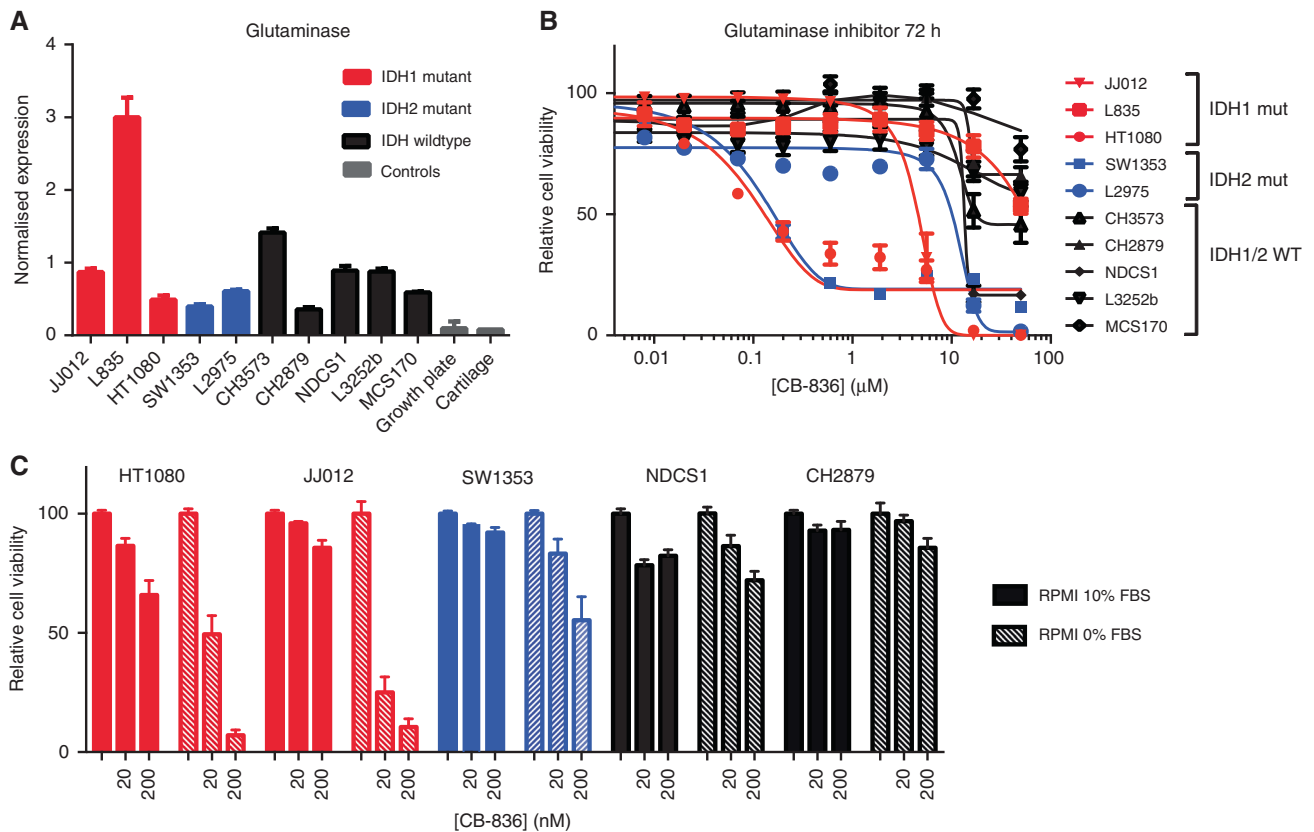 A
Glutaminase
Normalised expression
4
3
2
1
0
IDH1 mutant
IDH2 mutant
IDH wildtype
Controls
JJ012
L835
HT1080
SW1353
L2975
CH3573
CH2879
NDCS1
L3252b
MCS170
Growth plate
Cartilage
B
Glutaminase inhibitor 72 h
Relative cell viability
100
50
0
0.01 0.1 1 10 100
[CB-836] (μM)
JJ012
L835
HT1080
SW1353
L2975
CH3573
CH2879
NDCS1
L3252b
MCS170
IDH1 mut
IDH2 mut
IDH1/2 WT
C
HT1080 JJ012 SW1353 NDCS1 CH2879
Relative cell viability
100
50
0
20 200 20 200 20 200 20 200 20 200 20 200 20 200 20 200 20 200 20 200
[CB-836] (nM)
RPMI 10% FBS
RPMI 0% FBS